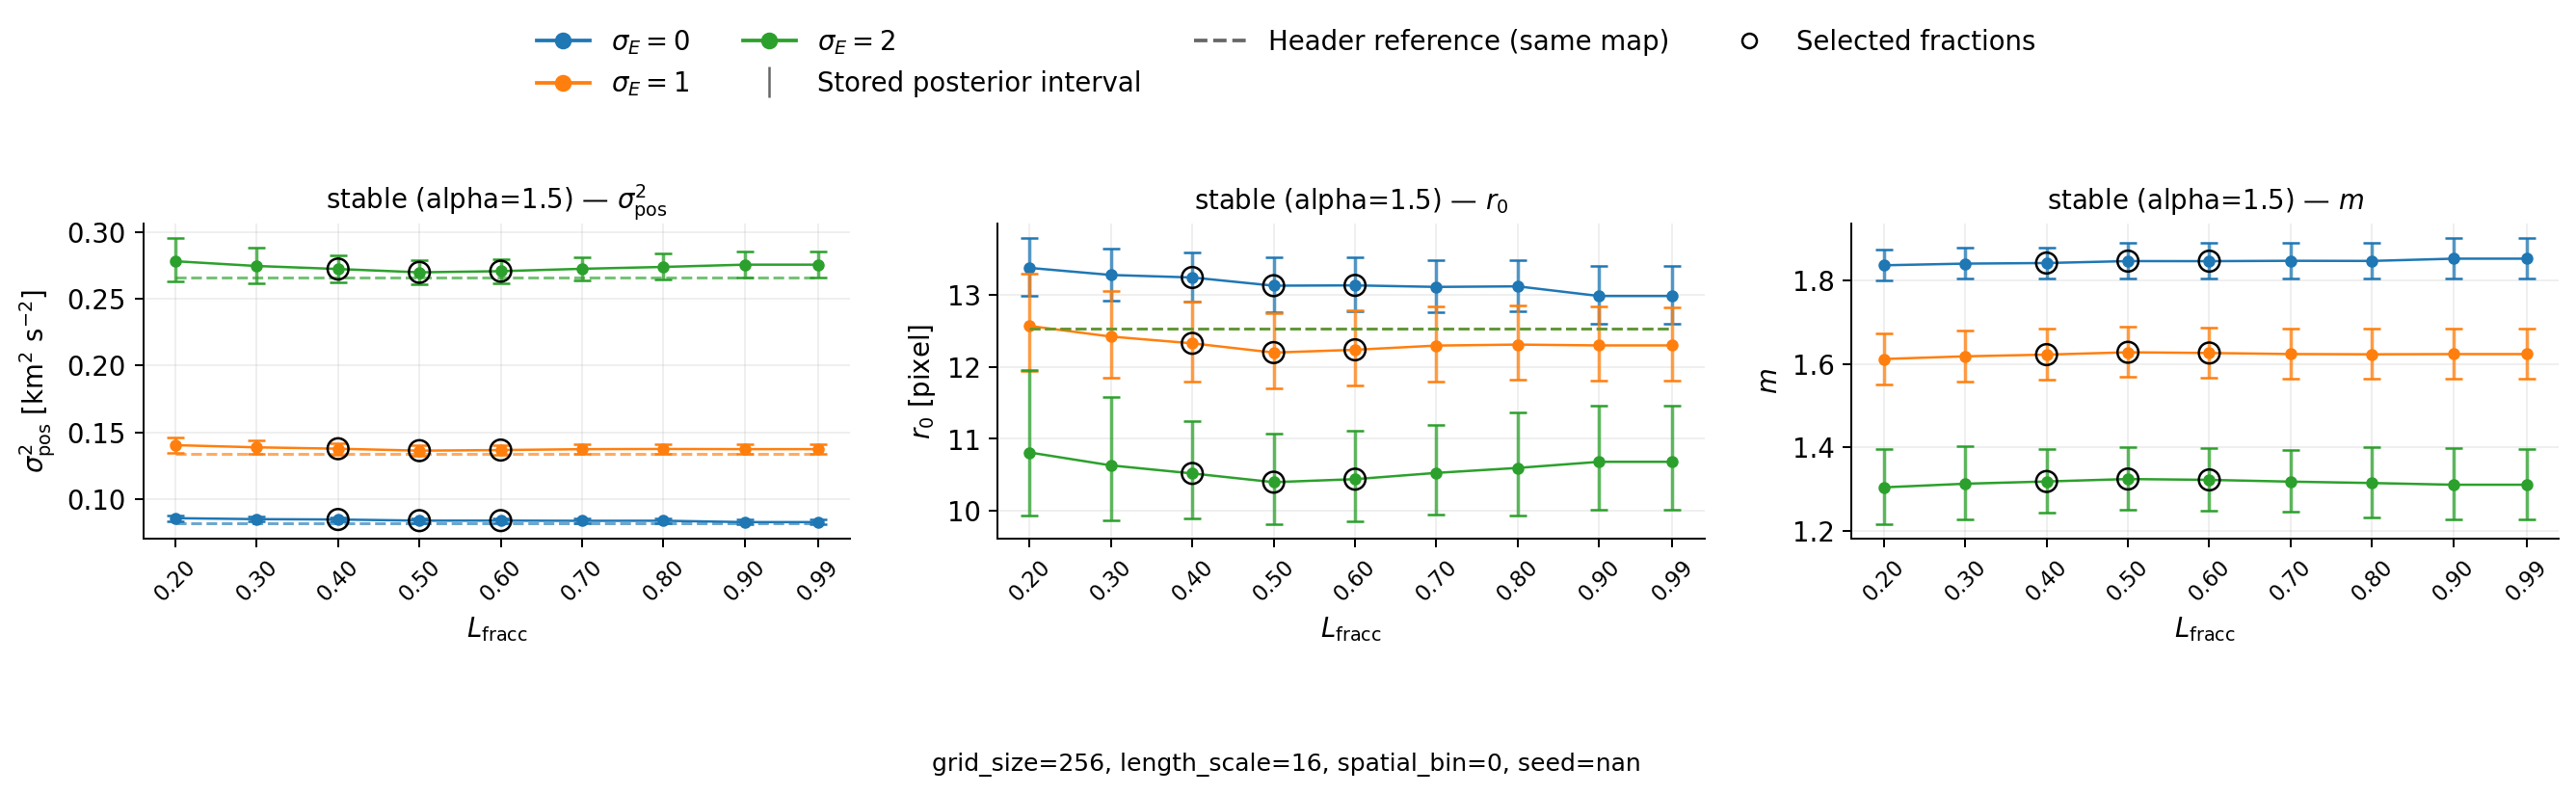 σ_E = 0
σ_E = 1
σ_E = 2
Stored posterior interval
Header reference (same map)
Selected fractions
stable (alpha=1.5) — σ²_pos
σ²_pos [km² s⁻²]
0.30
0.25
0.20
0.15
0.10
0.20 0.30 0.40 0.50 0.60 0.70 0.80 0.90 0.99
L_fracc
stable (alpha=1.5) — r₀
r₀ [pixel]
13
12
11
10
0.20 0.30 0.40 0.50 0.60 0.70 0.80 0.90 0.99
L_fracc
stable (alpha=1.5) — m
m
1.8
1.6
1.4
1.2
0.20 0.30 0.40 0.50 0.60 0.70 0.80 0.90 0.99
L_fracc
grid_size=256, length_scale=16, spatial_bin=0, seed=nan